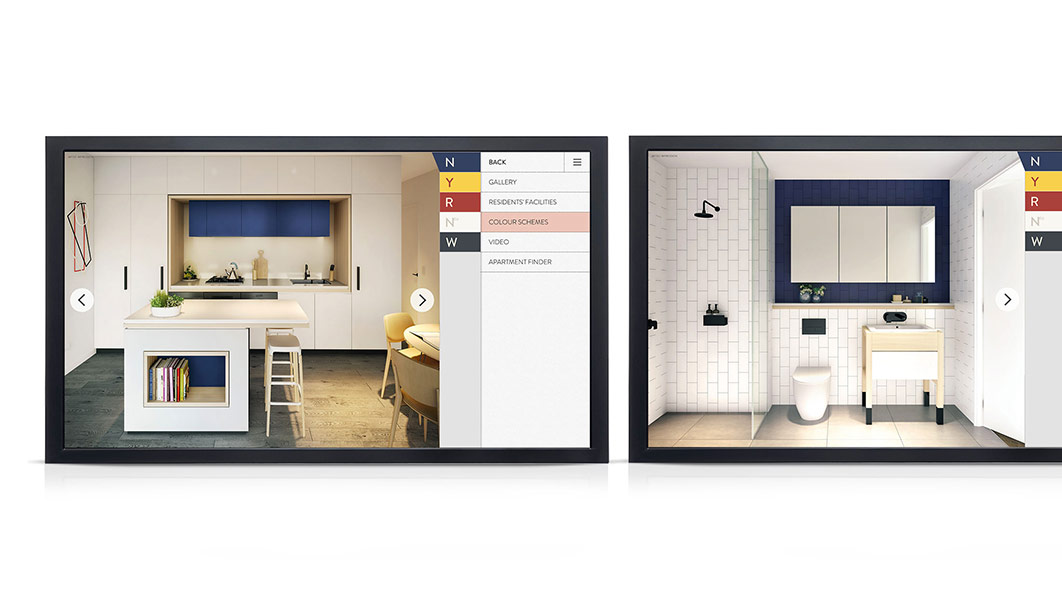 N
Y
R
N
W
BACK
GALLERY
RESIDENTS' FACILITIES
COLOUR SCHEMES
VIDEO
APARTMENT FINDER
N
Y
R
N
W